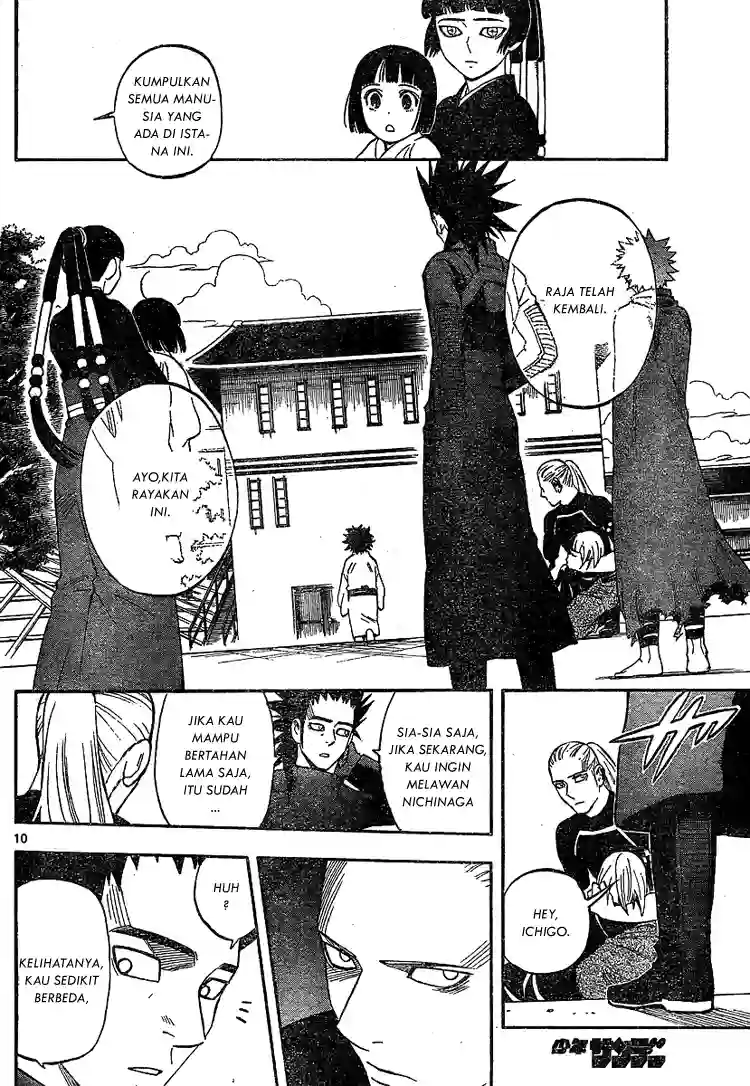 KUMPULKAN
SEMUA MANU-
SIA YANG
ADA DI ISTA-
NA INI.
RAJA TELAH
KEMBALI.
AYO,KITA
RAYAKAN
INI.
HEY,
ICHIGO.
SIA-SIA SAJA,
JIKA SEKARANG,
KAU INGIN
MELAWAN
NICHINAGA
JIKA KAU
MAMPU
BERTAHAN
LAMA SAJA,
ITU SUDAH
...
10
HUH
?
KELIHATANYA,
KAU SEDIKIT
BERBEDA,